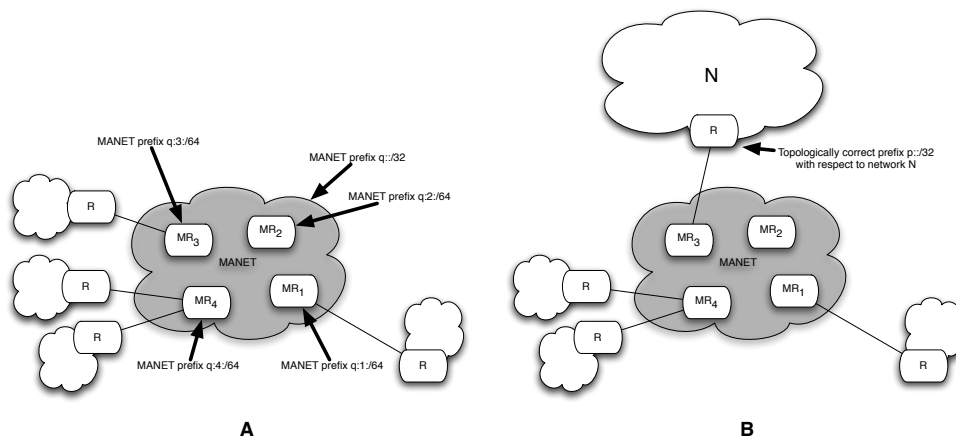 MANET prefix q:3:/64
MANET prefix q::/32
MANET prefix q:2:/64
R
MR3
MR2
MANET
R
MR4
MR1
R
MANET prefix q:4:/64
MANET prefix q:1:/64
R
A
N
R
Topologically correct prefix p::/32
with respect to network N
MR3
MR2
MANET
R
MR4
MR1
R
R
B